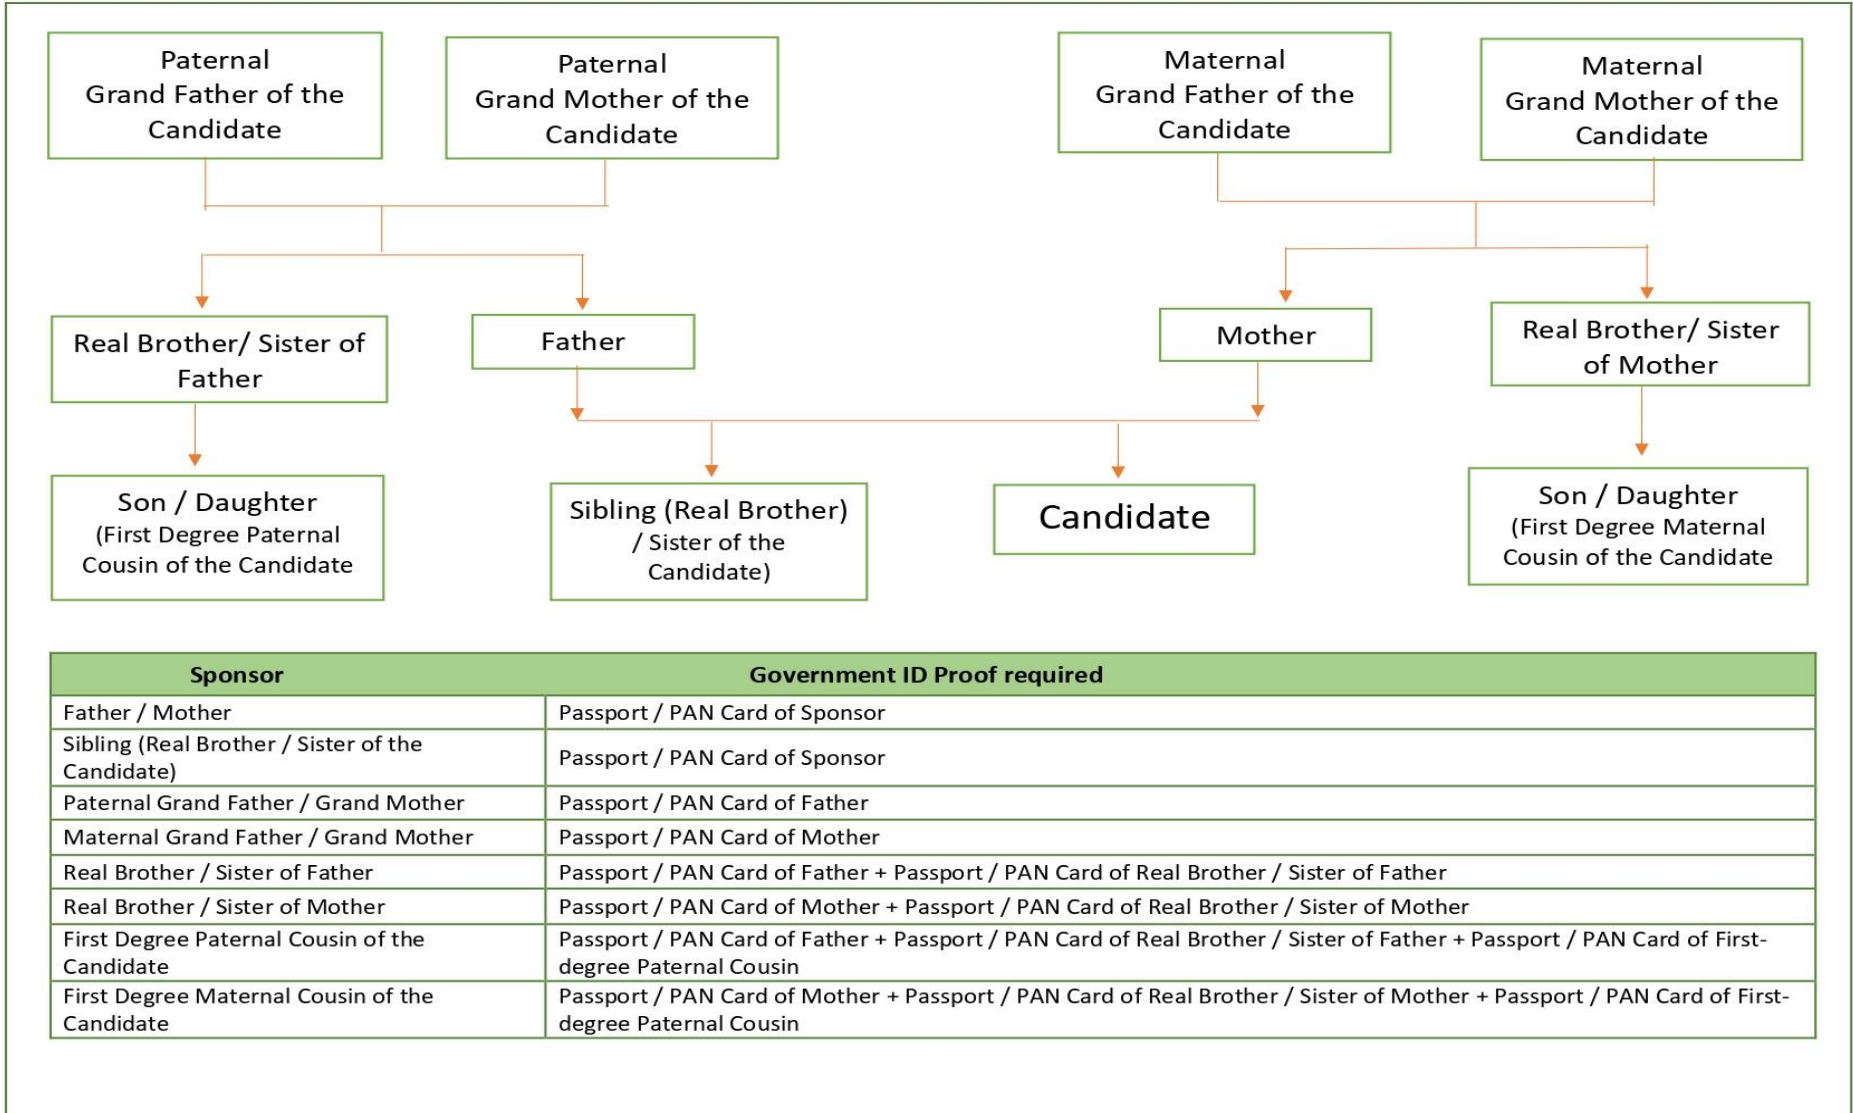 Paternal
Grand Father of the
Candidate
Paternal
Grand Mother of the
Candidate
Maternal
Grand Father of the
Candidate
Maternal
Grand Mother of the
Candidate
Real Brother/ Sister of
Father
Father
Mother
Real Brother/ Sister
of Mother
Son / Daughter
(First Degree Paternal
Cousin of the Candidate
Sibling (Real Brother)
/ Sister of the
Candidate)
Candidate
Son / Daughter
(First Degree Maternal
Cousin of the Candidate
Sponsor
Government ID Proof required
Father / Mother
Passport / PAN Card of Sponsor
Sibling (Real Brother / Sister of the
Candidate)
Passport / PAN Card of Sponsor
Paternal Grand Father / Grand Mother
Passport / PAN Card of Father
Maternal Grand Father / Grand Mother
Passport / PAN Card of Mother
Real Brother / Sister of Father
Passport / PAN Card of Father + Passport / PAN Card of Real Brother / Sister of Father
Real Brother / Sister of Mother
Passport / PAN Card of Mother + Passport / PAN Card of Real Brother / Sister of Mother
First Degree Paternal Cousin of the
Candidate
Passport / PAN Card of Father + Passport / PAN Card of Real Brother / Sister of Father + Passport / PAN Card of First-
degree Paternal Cousin
First Degree Maternal Cousin of the
Candidate
Passport / PAN Card of Mother + Passport / PAN Card of Real Brother / Sister of Mother + Passport / PAN Card of First-
degree Paternal Cousin